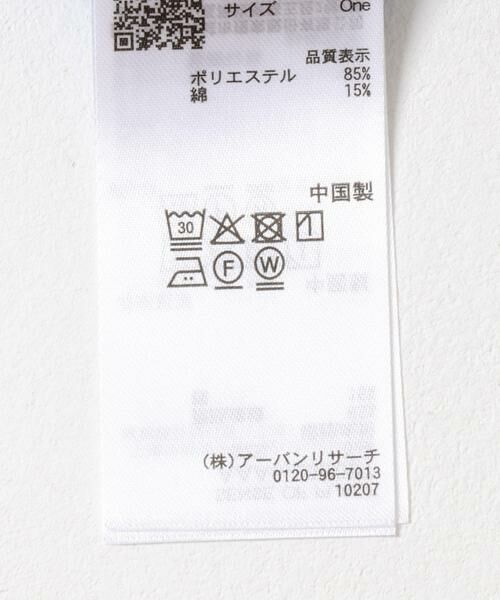 サイズ One
品質表示
ポリエステル 85%
綿 15%
中国製
30
F W
(株)アーバンリサーチ
0120-96-7013
10207